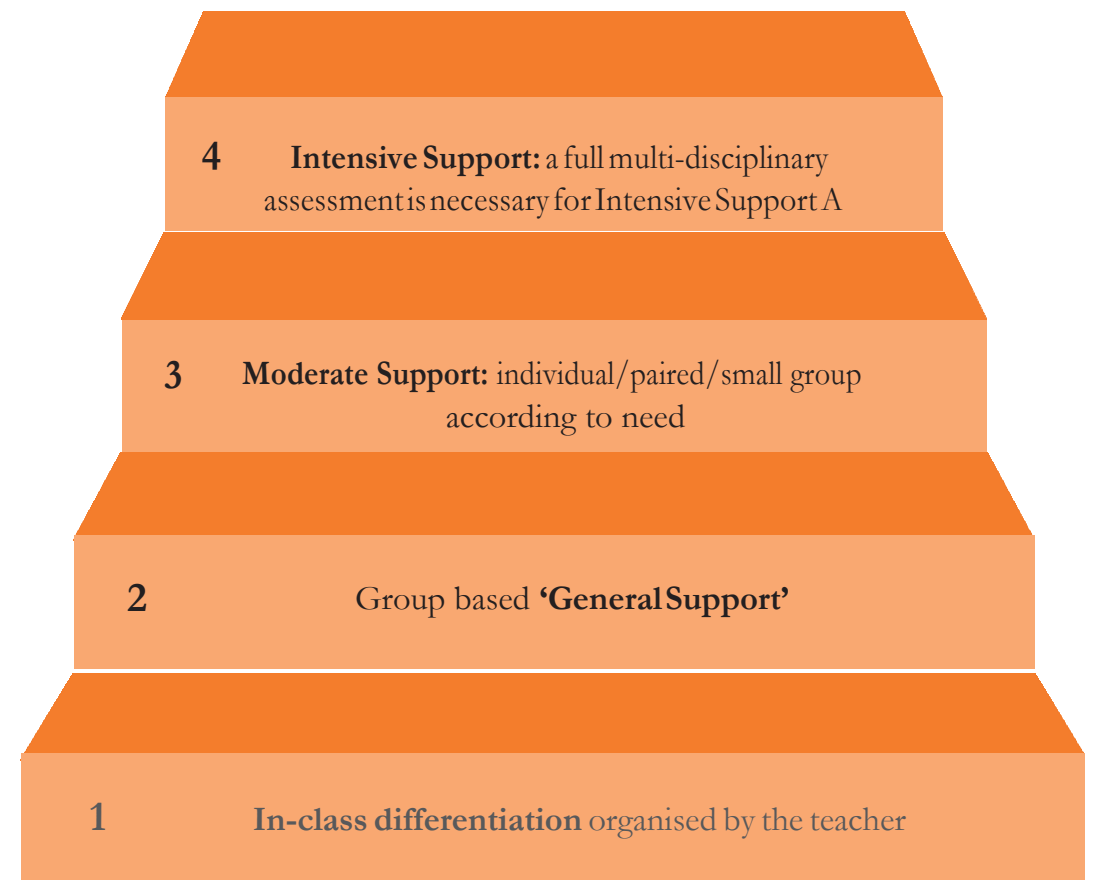 4 Intensive Support: a full multi-disciplinary
assessment is necessary for Intensive Support A
3 Moderate Support: individual/paired/small group
according to need
2 Group based ‘General Support’
1 In-class differentiation organised by the teacher